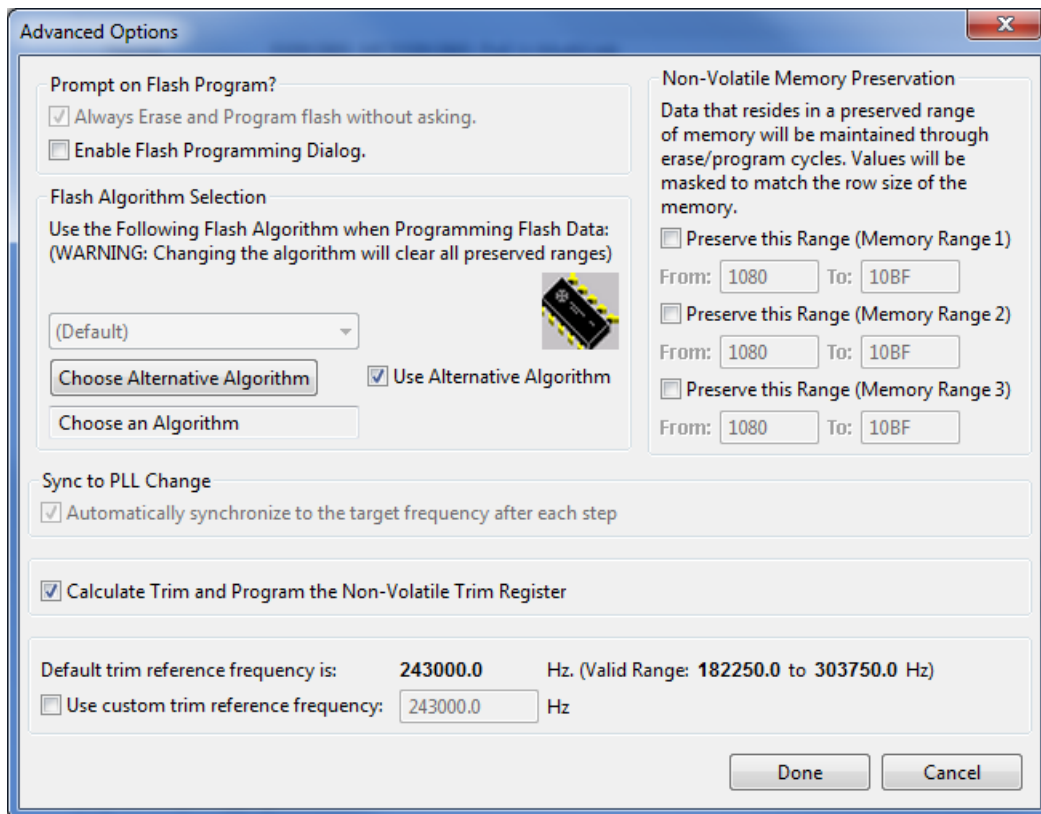 Advanced Options
Prompt on Flash Program?
Always Erase and Program flash without asking.
Enable Flash Programming Dialog.
Flash Algorithm Selection
Use the Following Flash Algorithm when Programming Flash Data:
(WARNING: Changing the algorithm will clear all preserved ranges)
(Default)
Choose Alternative Algorithm
Use Alternative Algorithm
Choose an Algorithm
Non-Volatile Memory Preservation
Data that resides in a preserved range
of memory will be maintained through
erase/program cycles. Values will be
masked to match the row size of the
memory.
Preserve this Range (Memory Range 1)
From: 1080 To: 10BF
Preserve this Range (Memory Range 2)
From: 1080 To: 10BF
Preserve this Range (Memory Range 3)
From: 1080 To: 10BF
Sync to PLL Change
Automatically synchronize to the target frequency after each step
Calculate Trim and Program the Non-Volatile Trim Register
Default trim reference frequency is: 243000.0 Hz. (Valid Range: 182250.0 to 303750.0 Hz)
Use custom trim reference frequency: 243000.0 Hz
Done Cancel